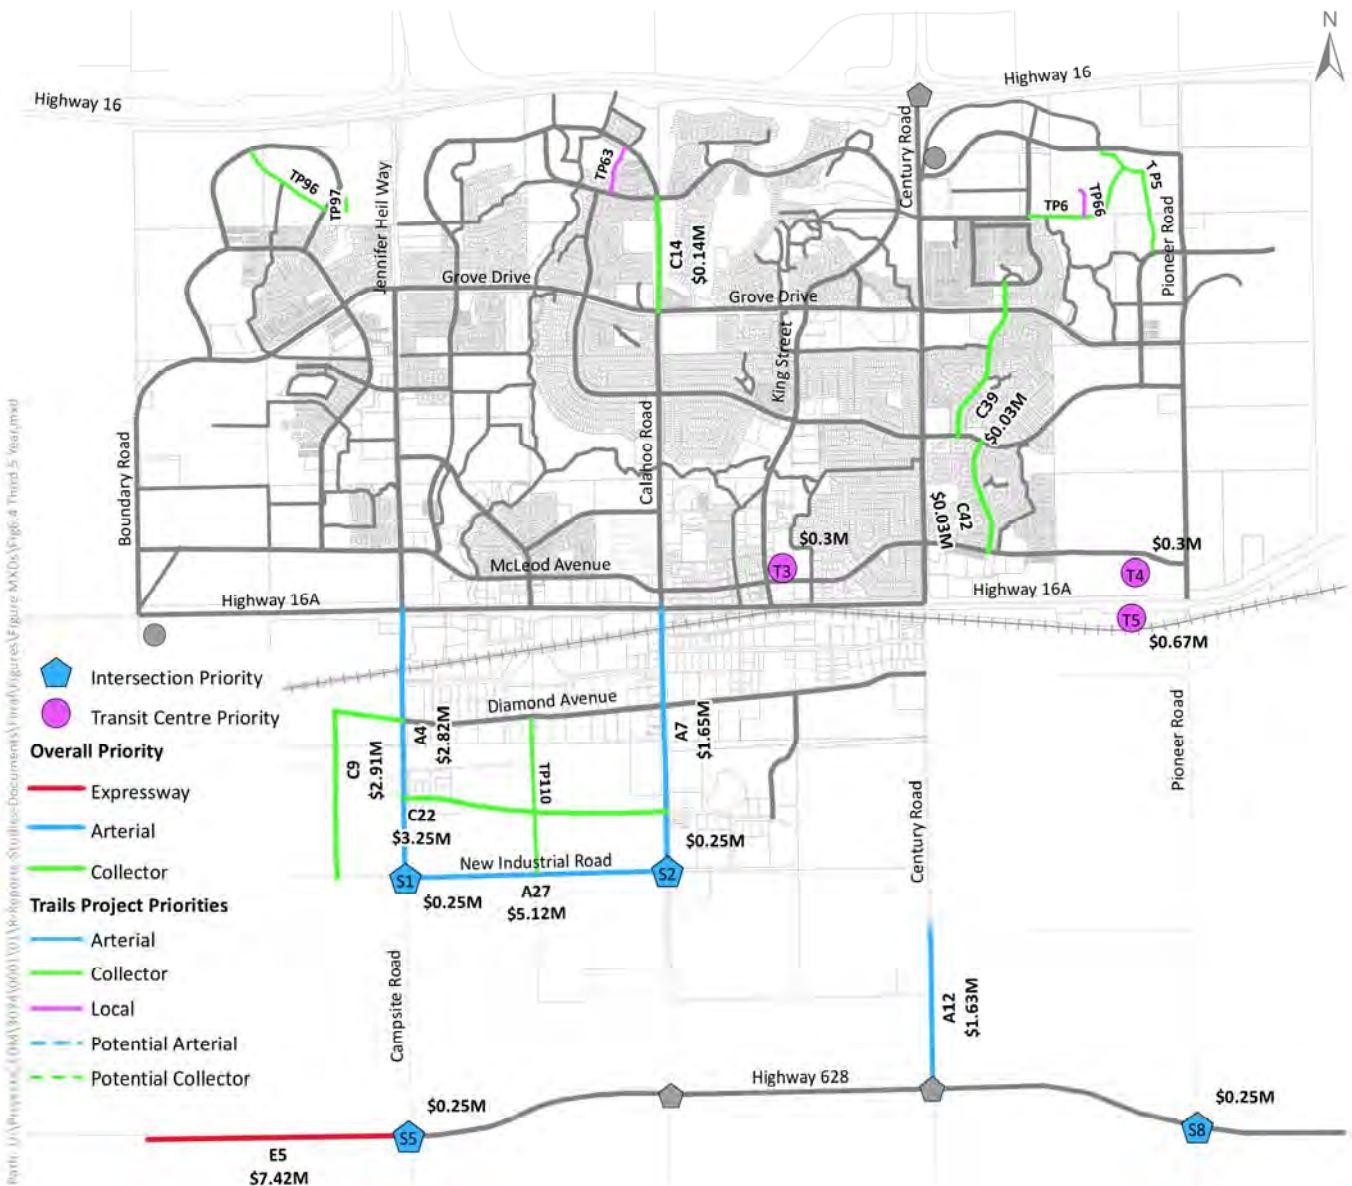 N
Highway 16
Highway 16
Century Road
Jennifer Heil Way
TP63
TP96
TP97
TP5
TP66
TP6
Pioneer Road
C14
$0.14M
Grove Drive
Grove Drive
King Street
C39
$0.03M
Calahoo Road
Boundary Road
C42
$0.03M
$0.3M
$0.3M
McLeod Avenue
T3
T4
Highway 16A
Highway 16A
T5
$0.67M
Intersection Priority
Transit Centre Priority
Overall Priority
Expressway
Arterial
Collector
Trails Project Priorities
Arterial
Collector
Local
Potential Arterial
Potential Collector
Diamond Avenue
A4
$2.82M
A7
$1.65M
C9
$2.91M
TP110
Pioneer Road
C22
$3.25M
$0.25M
Century Road
New Industrial Road
S1
S2
$0.25M
A27
$5.12M
Campsite Road
A12
$1.63M
Highway 628
$0.25M
$0.25M
S5
S8
E5
$7.42M